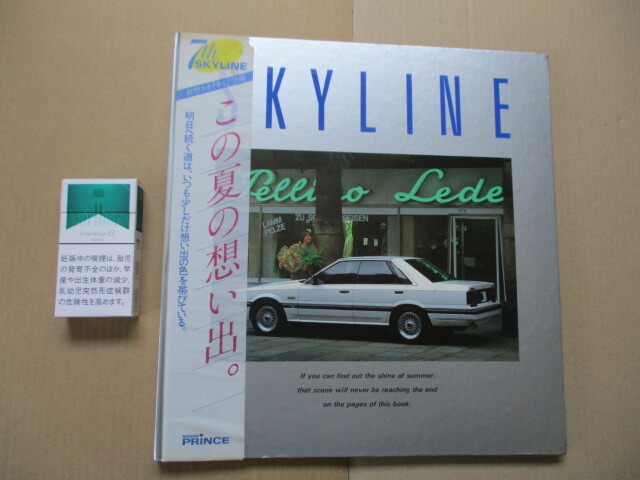 7th
SKYLINE
この夏の想い出。
明日へ続く道は、いつも少しだけ想い出の色を帯びている。
NISSAN
PRINCE
KYLINE
Pellino Lede
LAMM
PELZE
If you can find out the shine of summer,
that scene will never be reaching the end
on the pages of this book.
妊娠中の喫煙は、胎児
の発育不全のほか、早
産や出生体重の減少、
乳幼児突然死症候群
の危険性を高めます。